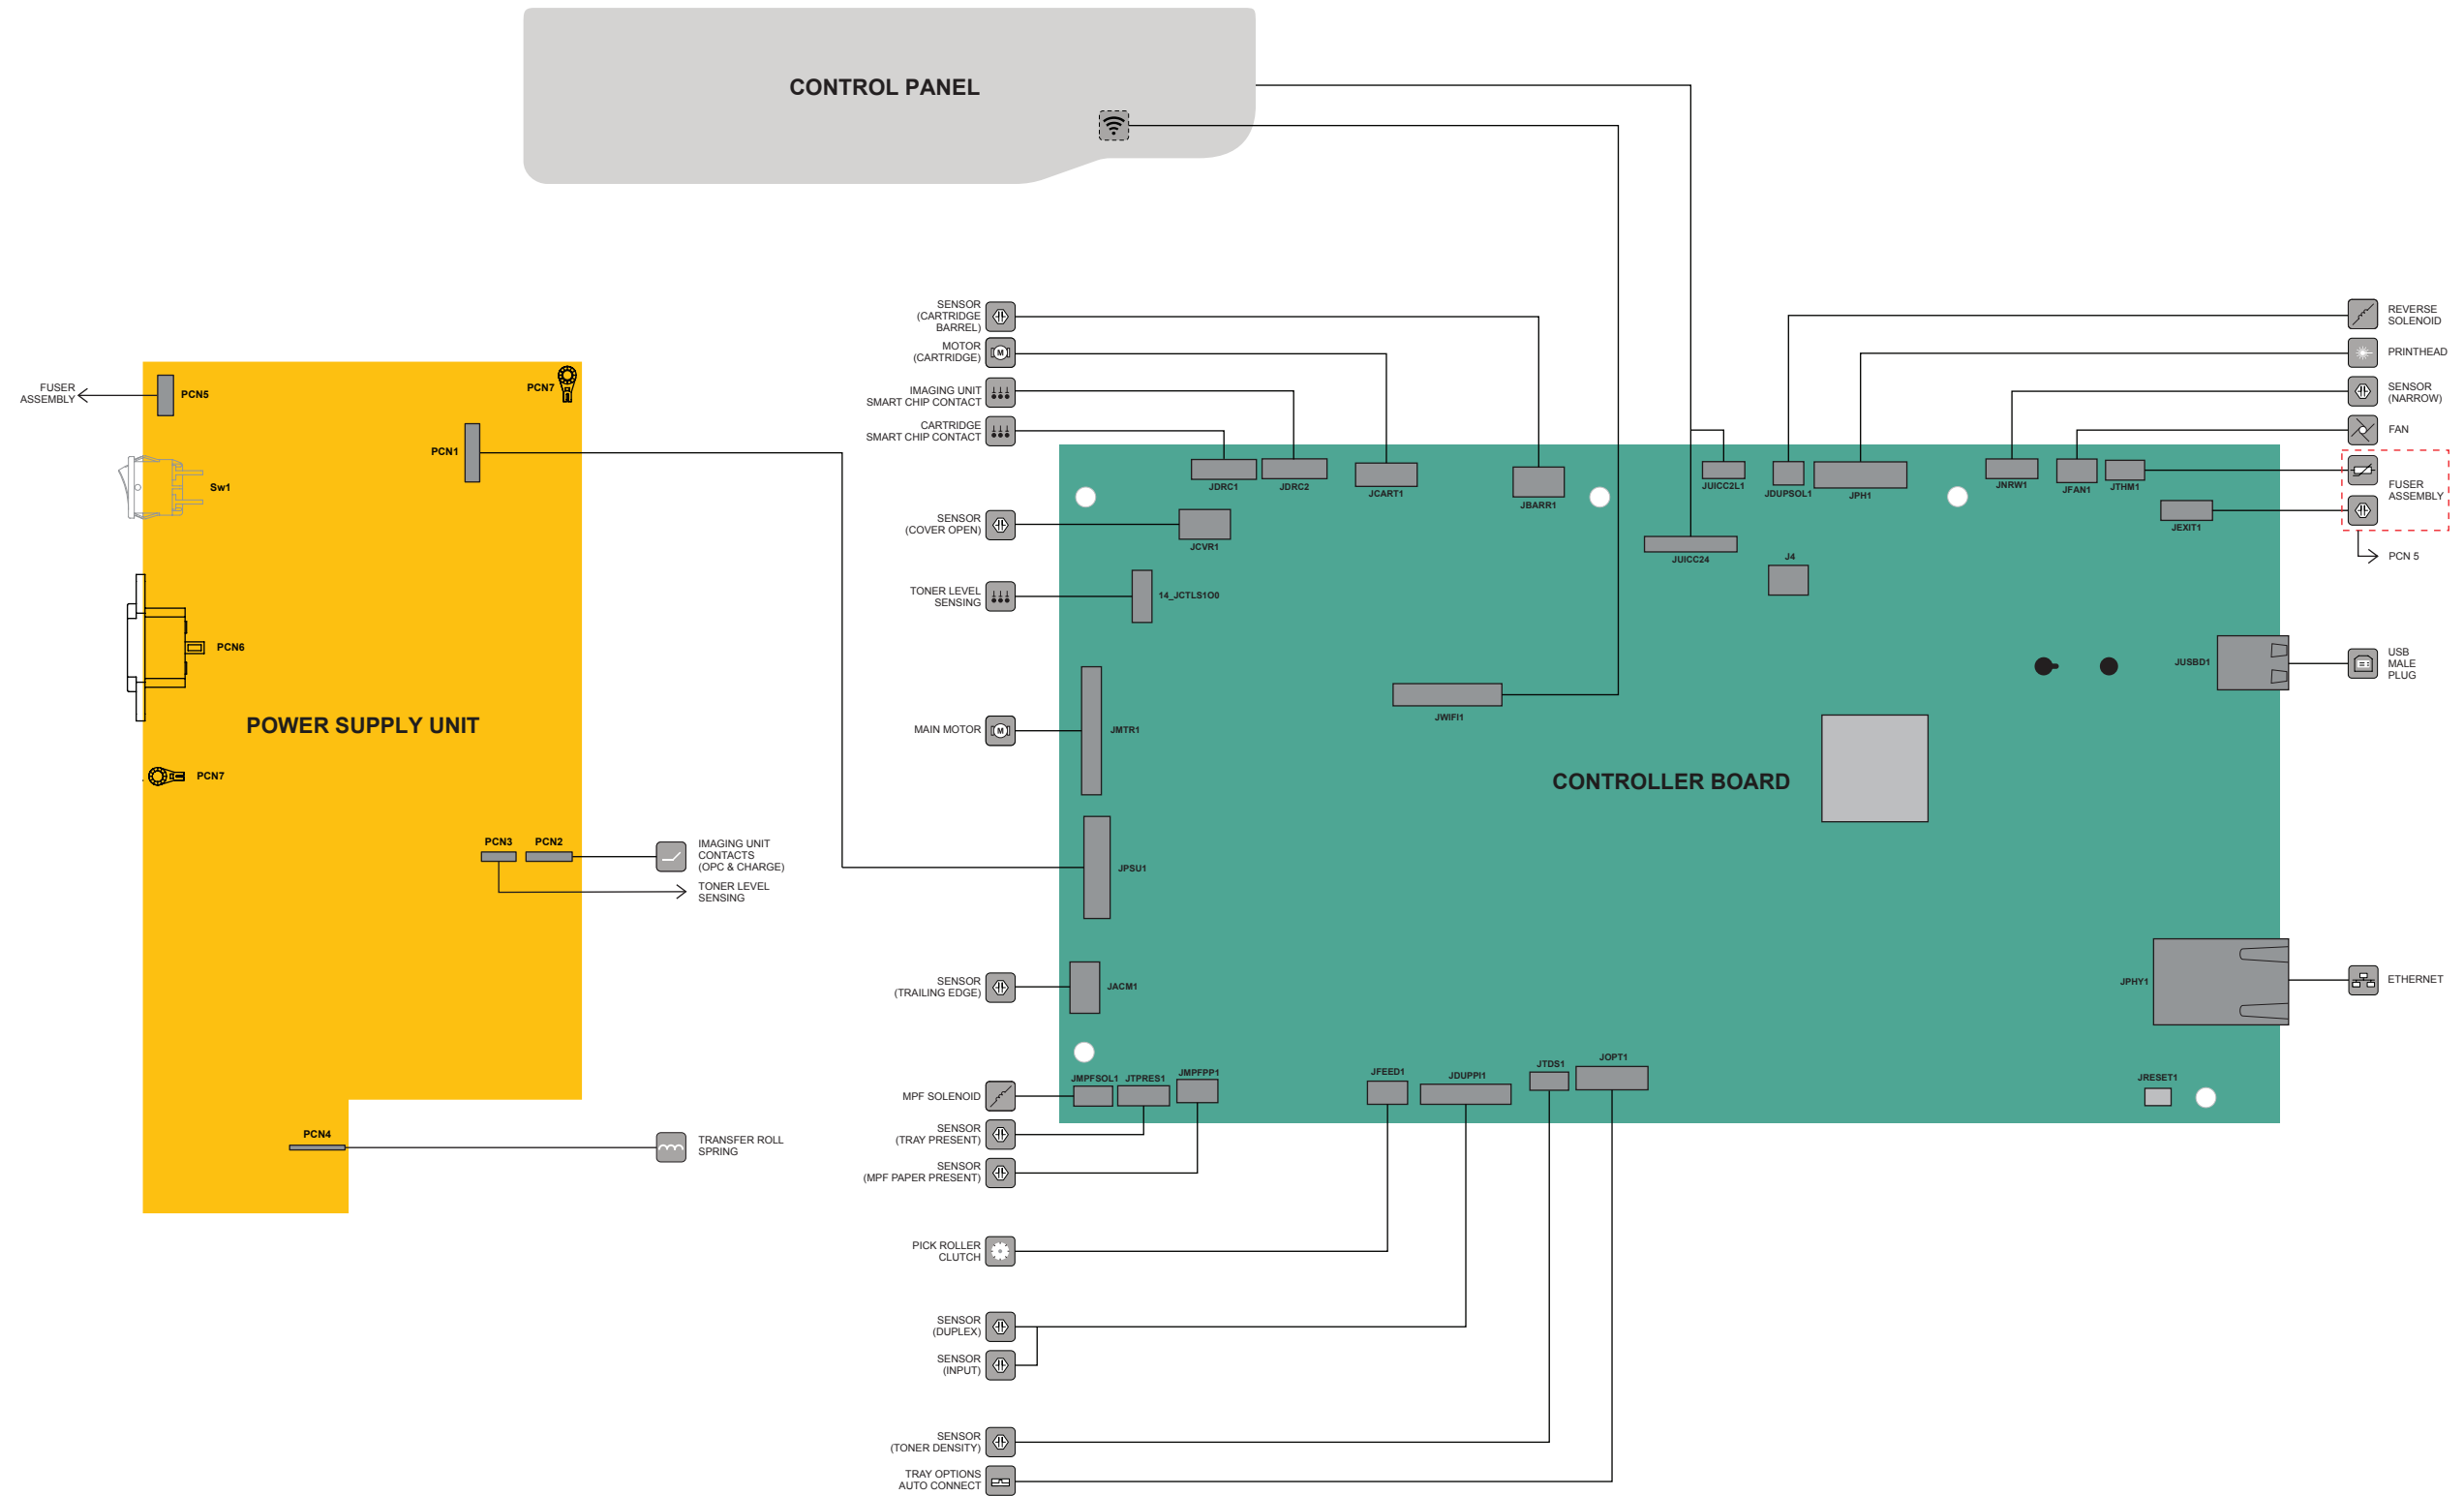 CONTROL PANEL
SENSOR
(CARTRIDGE
BARREL)
MOTOR
(CARTRIDGE)
IMAGING UNIT
SMART CHIP CONTACT
CARTRIDGE
SMART CHIP CONTACT
REVERSE
SOLENOID
PRINTHEAD
SENSOR
(NARROW)
FAN
FUSER
ASSEMBLY
PCN 5
FUSER
ASSEMBLY
PCN5
PCN7
PCN1
Sw1
PCN6
POWER SUPPLY UNIT
PCN7
PCN3
PCN2
IMAGING UNIT
CONTACTS
(OPC & CHARGE)
TONER LEVEL
SENSING
PCN4
TRANSFER ROLL
SPRING
JDRC1
JDRC2
JCART1
JBARR1
JUICC2L1
JDUPSOL1
JPH1
JNRW1
JFAN1
JTHM1
JEXIT1
SENSOR
(COVER OPEN)
JCVR1
JUICC24
J4
TONER LEVEL
SENSING
14_JCTLS1O0
JUSBD1
USB
MALE
PLUG
MAIN MOTOR
M
M
JMTR1
JWIFI1
CONTROLLER BOARD
JPSU1
SENSOR
(TRAILING EDGE)
JACM1
JPHY1
ETHERNET
JMPFSOL1
JTPRES1
JMPFPP1
JFEED1
JDUPPI1
JTDS1
JOPT1
JRESET1
MPF SOLENOID
SENSOR
(TRAY PRESENT)
SENSOR
(MPF PAPER PRESENT)
PICK ROLLER
CLUTCH
SENSOR
(DUPLEX)
SENSOR
(INPUT)
SENSOR
(TONER DENSITY)
TRAY OPTIONS
AUTO CONNECT